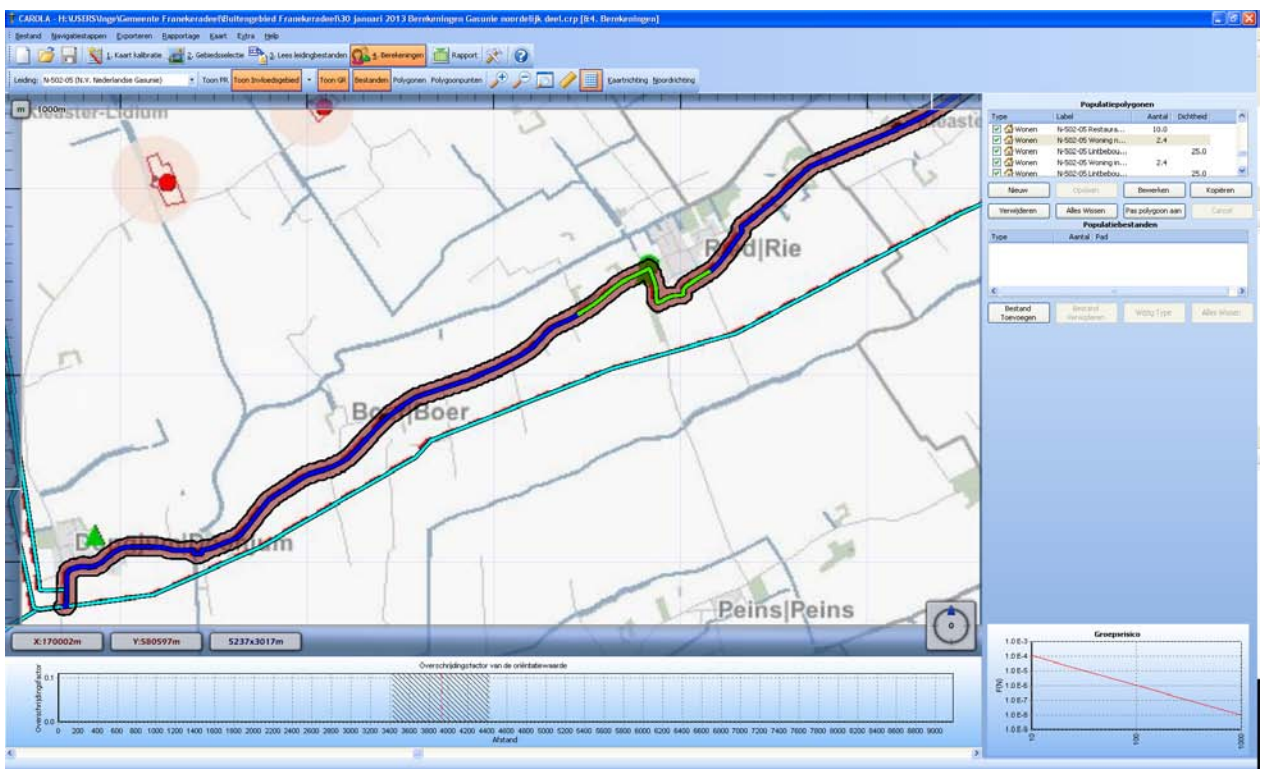 CAROLA - H:\USERS\Inge\Gemeente Franekeradeel\Buitengebied Franekeradeel\30 januari 2013 Berekeningen Gasunie noordelijk deel.crp [&4. Berekeningen]
Bestand Navigatiestappen Exporteren Rapportage Kaart Extra Help
1. Kaart kalibratie 2. Gebiedsselectie 3. Lees leidingbestanden 4. Berekeningen Rapport
Leiding: N-502-05 (N.V. Nederlandse Gasunie) Toon PR Toon Invloedsgebied Toon GR Bestanden Polygonen Polygoonpunten Kaartrichting Noordrichting
m 1000m
Populatiepolygonen
Type Label Aantal Dichtheid
Wonen N-502-05 Restaura... 10.0
Wonen N-502-05 Woning n... 2.4
Wonen N-502-05 Lintbebou... 25.0
Wonen N-502-05 Woning in... 2.4
Wonen N-502-05 Lintbebou... 25.0
Nieuw Opslaan Bewerken Kopiëren
Verwijderen Alles Wissen Pas polygoon aan Cancel
Populatiebestanden
Type Aantal Pad
Bestand Toevoegen Bestand Verwijderen Wijzig Type Alles Wissen
Ried|Rie
Peins|Peins
X:170002m Y:580597m 5237x3017m
0
Overschrijdingsfactor van de oriëntatiewaarde
Overschrijdingsfactor
0.1
0.0
0 200 400 600 800 1000 1200 1400 1600 1800 2000 2200 2400 2600 2800 3000 3200 3400 3600 3800 4000 4200 4400 4600 4800 5000 5200 5400 5600 5800 6000 6200 6400 6600 6800 7000 7200 7400 7600 7800 8000 8200 8400 8600 8800 9000
Afstand
Groepsrisico
F(N)
1.0E-3
1.0E-4
1.0E-5
1.0E-6
1.0E-7
1.0E-8
1.0E-9
10 100 1000